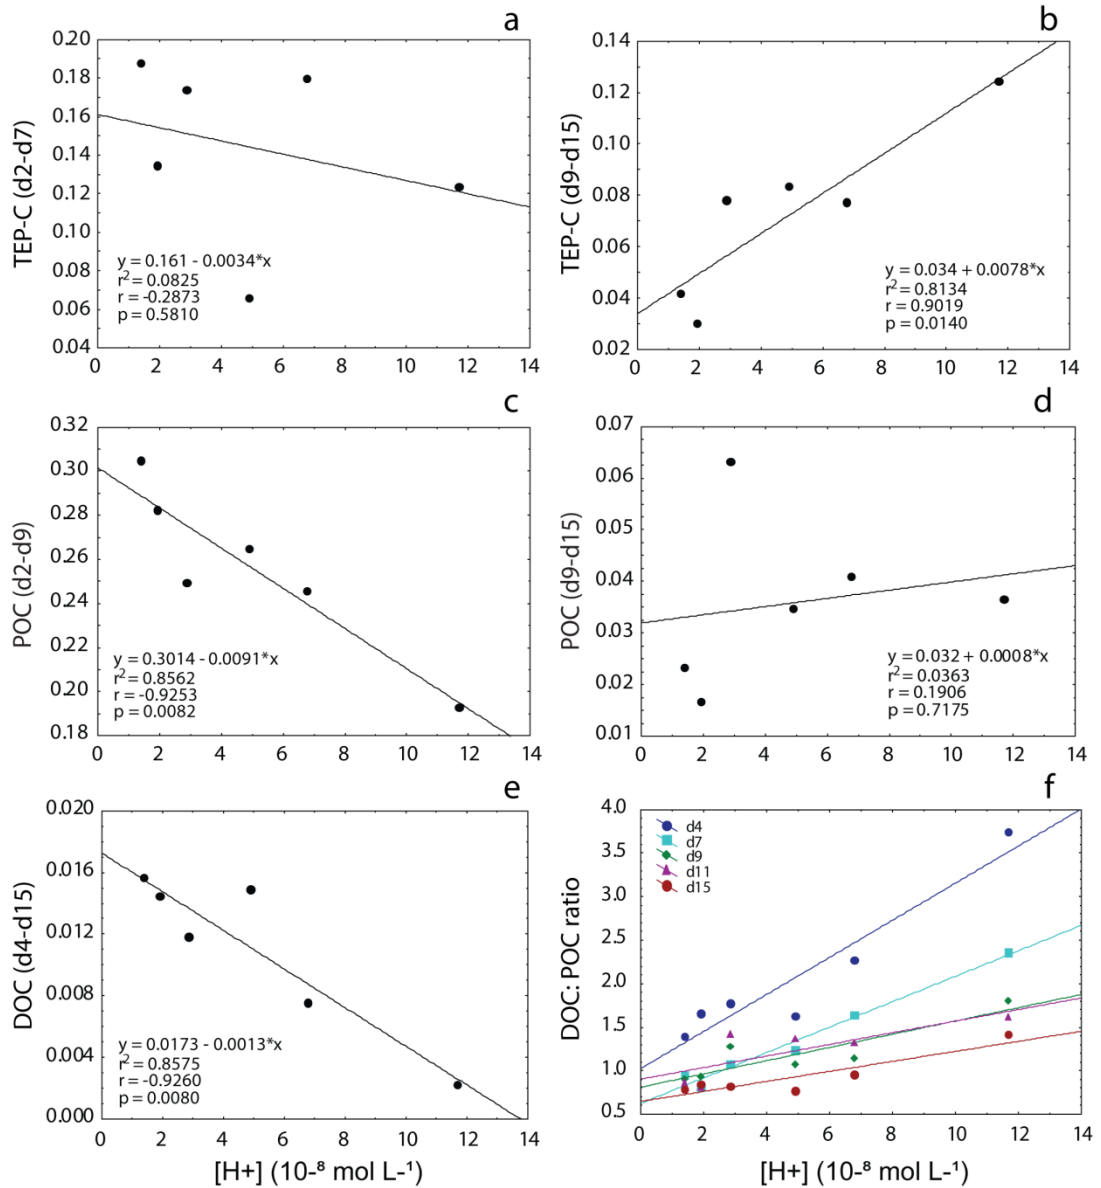 a
TEP-C (d2-d7)
0.20
0.18
0.16
0.14
0.12
0.10
0.08
0.06
0.04
y = 0.161 - 0.0034*x
r² = 0.0825
r = -0.2873
p = 0.5810
0 2 4 6 8 10 12 14
b
TEP-C (d9-d15)
0.14
0.12
0.10
0.08
0.06
0.04
0.02
y = 0.034 + 0.0078*x
r² = 0.8134
r = 0.9019
p = 0.0140
0 2 4 6 8 10 12 14
c
POC (d2-d9)
0.32
0.30
0.28
0.26
0.24
0.22
0.20
0.18
y = 0.3014 - 0.0091*x
r² = 0.8562
r = -0.9253
p = 0.0082
0 2 4 6 8 10 12 14
d
POC (d9-d15)
0.07
0.06
0.05
0.04
0.03
0.02
0.01
y = 0.032 + 0.0008*x
r² = 0.0363
r = 0.1906
p = 0.7175
0 2 4 6 8 10 12 14
e
DOC (d4-d15)
0.020
0.016
0.012
0.008
0.004
0.000
y = 0.0173 - 0.0013*x
r² = 0.8575
r = -0.9260
p = 0.0080
0 2 4 6 8 10 12 14
[H+] (10-⁸ mol L-¹)
f
DOC: POC ratio
4.0
3.5
3.0
2.5
2.0
1.5
1.0
0.5
d4
d7
d9
d11
d15
0 2 4 6 8 10 12 14
[H+] (10-⁸ mol L-¹)